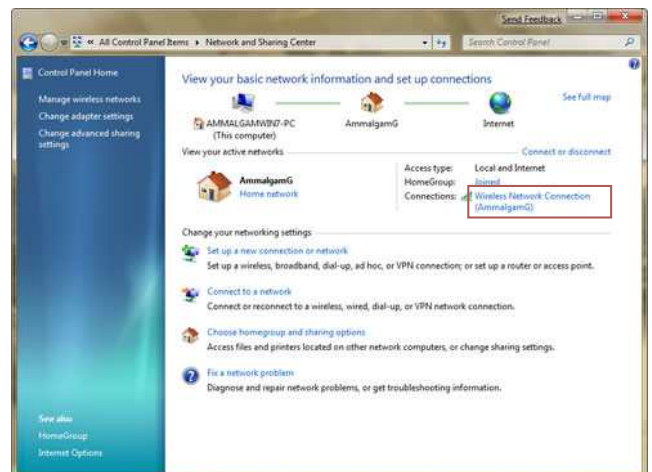 Send Feedback
« All Control Panel Items ▸ Network and Sharing Center
Search Control Panel
Control Panel Home
Manage wireless networks
Change adapter settings
Change advanced sharing
settings
See also
HomeGroup
Internet Options
View your basic network information and set up connections
See full map
AMMALGAMWIN7-PC
(This computer)
AmmalgamG
Internet
View your active networks
Connect or disconnect
AmmalgamG
Home network
Access type: Local and Internet
HomeGroup: Joined
Connections: Wireless Network Connection
(AmmalgamG)
Change your networking settings
Set up a new connection or network
Set up a wireless, broadband, dial-up, ad hoc, or VPN connection; or set up a router or access point.
Connect to a network
Connect or reconnect to a wireless, wired, dial-up, or VPN network connection.
Choose homegroup and sharing options
Access files and printers located on other network computers, or change sharing settings.
Fix a network problem
Diagnose and repair network problems, or get troubleshooting information.